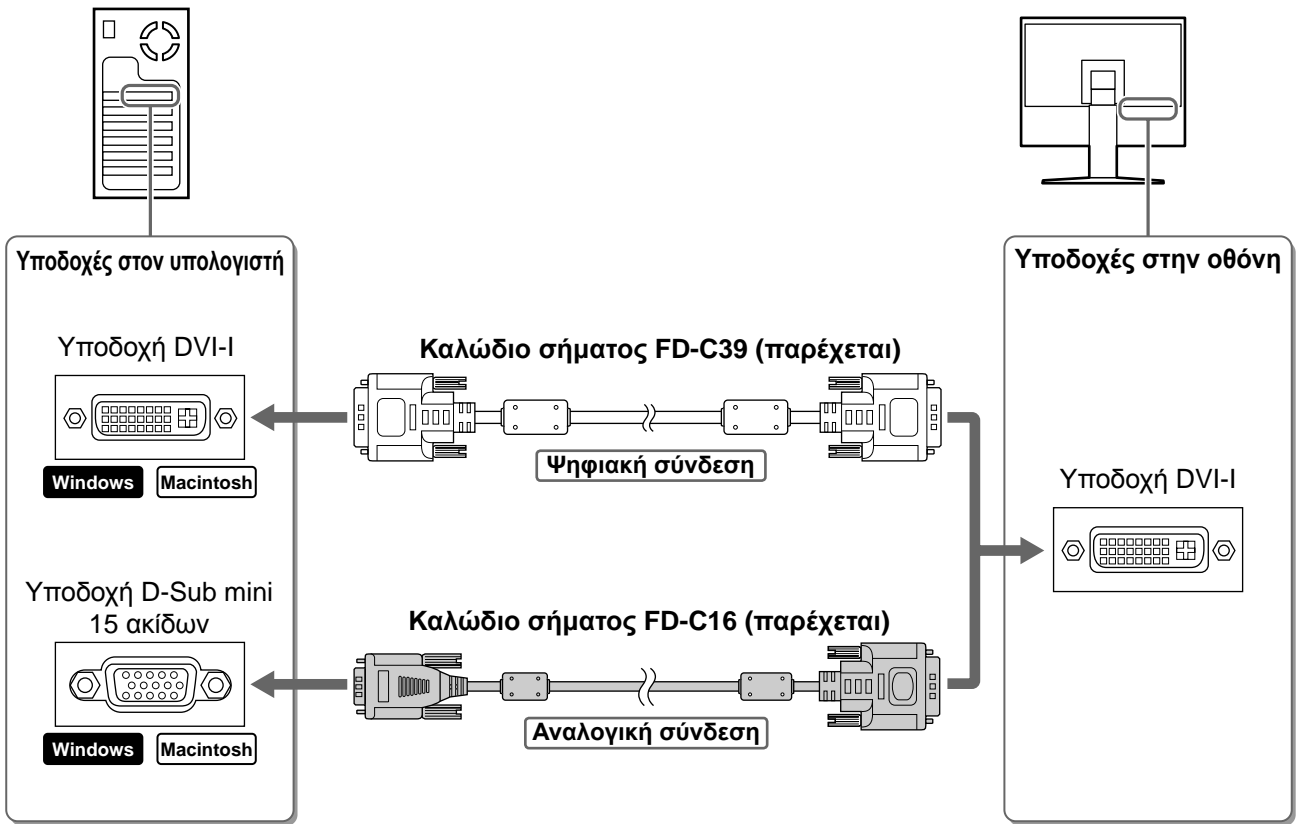 Υποδοχές στον υπολογιστή
Υποδοχή DVI-I
Windows Macintosh
Υποδοχή D-Sub mini
15 ακίδων
Windows Macintosh
Καλώδιο σήματος FD-C39 (παρέχεται)
Ψηφιακή σύνδεση
Καλώδιο σήματος FD-C16 (παρέχεται)
Αναλογική σύνδεση
Υποδοχές στην οθόνη
Υποδοχή DVI-I